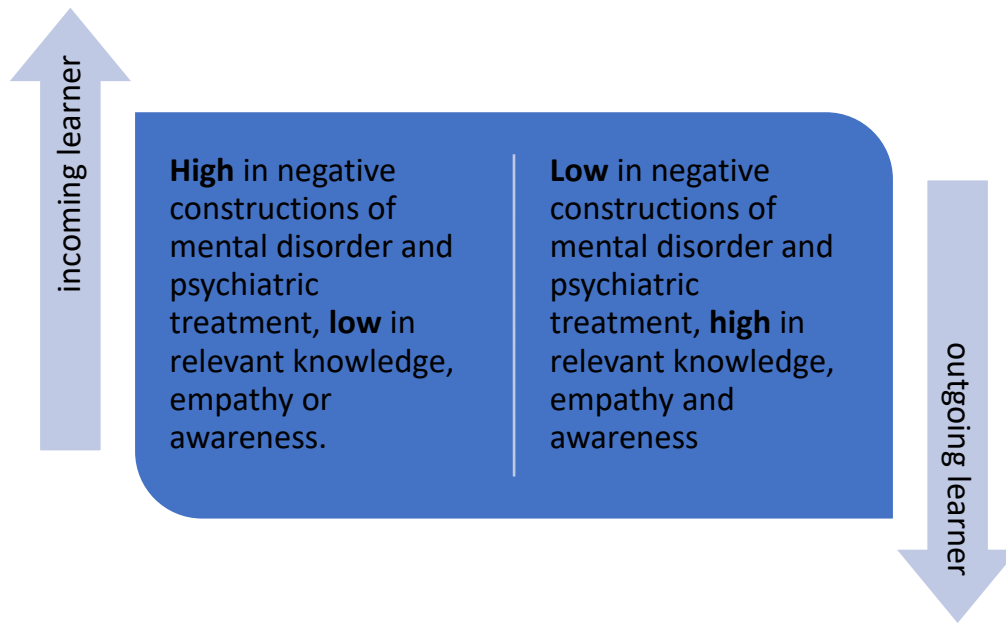 incoming learner
High in negative
constructions of
mental disorder and
psychiatric
treatment, low in
relevant knowledge,
empathy or
awareness.
Low in negative
constructions of
mental disorder and
psychiatric
treatment, high in
relevant knowledge,
empathy and
awareness
outgoing learner